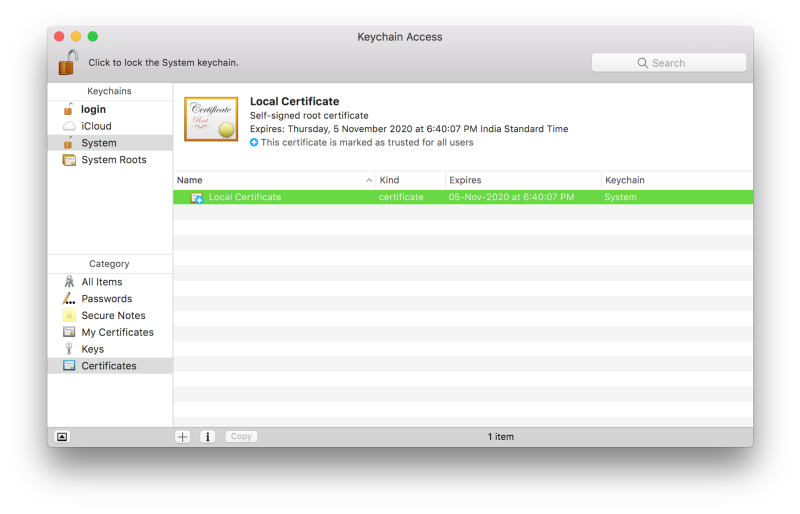 Keychain Access
Click to lock the System keychain.
Search
Keychains
login
iCloud
System
System Roots
Certificate
Root
Local Certificate
Self-signed root certificate
Expires: Thursday, 5 November 2020 at 6:40:07 PM India Standard Time
This certificate is marked as trusted for all users
Name Kind Expires Keychain
Local Certificate certificate 05-Nov-2020 at 6:40:07 PM System
Category
All Items
Passwords
Secure Notes
My Certificates
Keys
Certificates
Copy
1 item